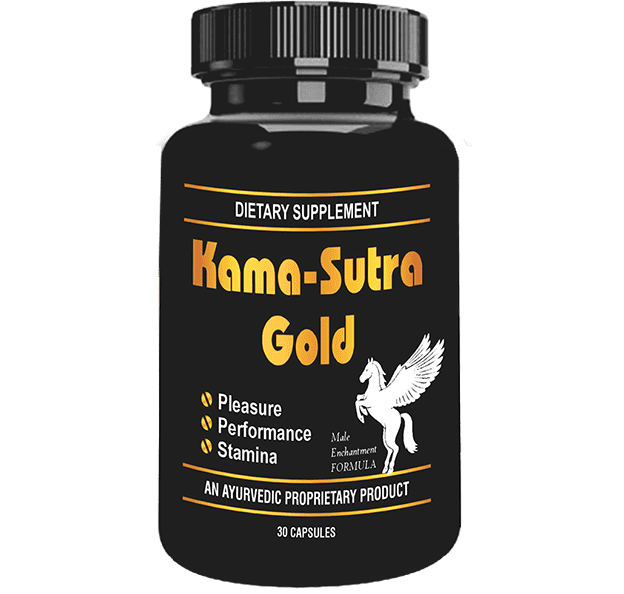 DIETARY SUPPLEMENT
Kama-Sutra
Gold
Pleasure
Performance
Stamina
Male
Enchantment
FORMULA
AN AYURVEDIC PROPRIETARY PRODUCT
30 CAPSULES